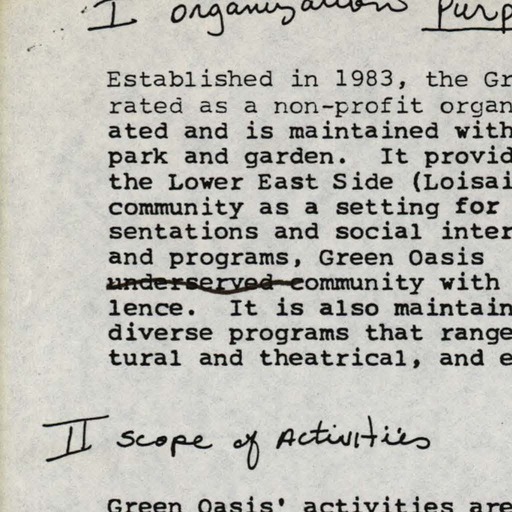 I organization Purp
Established in 1983, the Gr
rated as a non-profit organ
ated and is maintained with
park and garden. It provid
the Lower East Side (Loisai
community as a setting for
sentations and social inter
and programs, Green Oasis
underserved community with
lence. It is also maintain
diverse programs that range
tural and theatrical, and e
II scope of Activities
Green Oasis' activities are